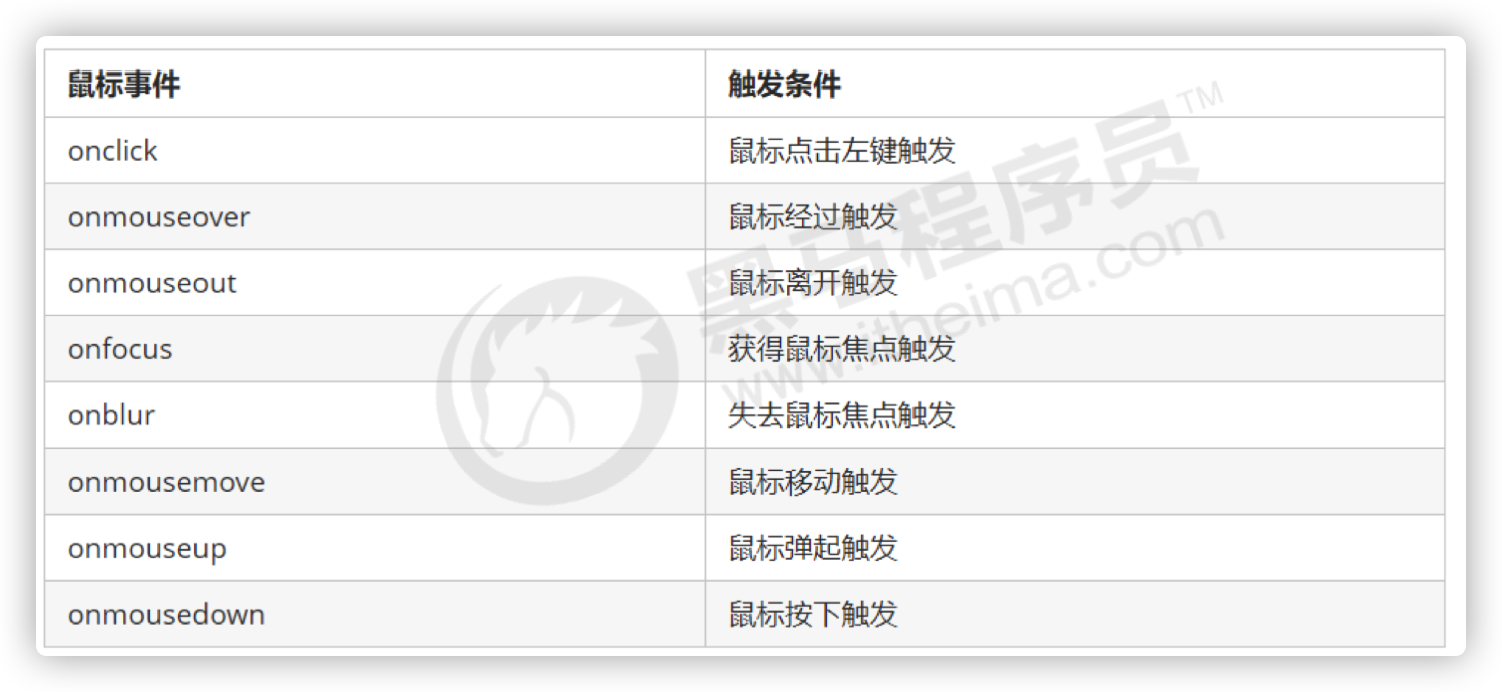 鼠标事件 触发条件
onclick 鼠标点击左键触发
onmouseover 鼠标经过触发
onmouseout 鼠标离开触发
onfocus 获得鼠标焦点触发
onblur 失去鼠标焦点触发
onmousemove 鼠标移动触发
onmouseup 鼠标弹起触发
onmousedown 鼠标按下触发
黑马程序员TM
www.itheima.com